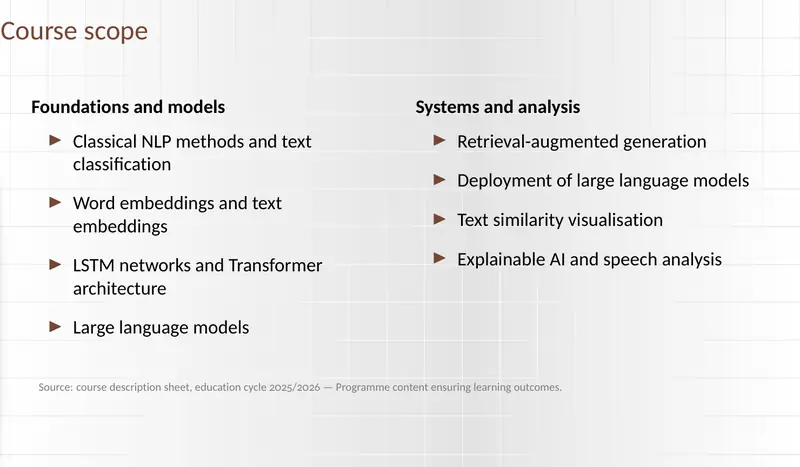 Course scope
Foundations and models
Classical NLP methods and text
classification
Word embeddings and text
embeddings
LSTM networks and Transformer
architecture
Large language models
Systems and analysis
Retrieval-augmented generation
Deployment of large language models
Text similarity visualisation
Explainable AI and speech analysis
Source: course description sheet, education cycle 2025/2026 — Programme content ensuring learning outcomes.